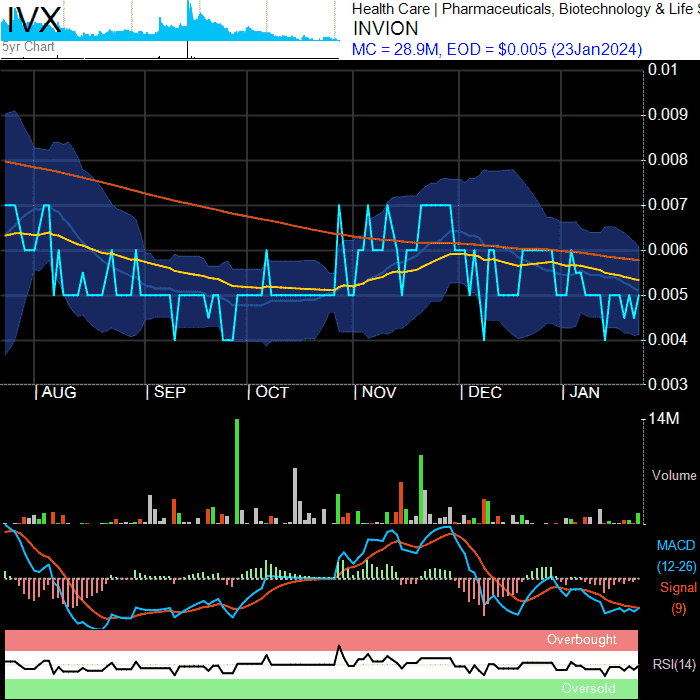 IVX
5yr Chart
Health Care | Pharmaceuticals, Biotechnology & Life
INVION
MC = 28.9M, EOD = $0.005 (23Jan2024)
0.01
0.009
0.008
0.007
0.006
0.005
0.004
0.003
| AUG | SEP | OCT | NOV | DEC | JAN
14M
Volume
MACD
(12-26)
Signal
(9)
Overbought
RSI(14)
Oversold